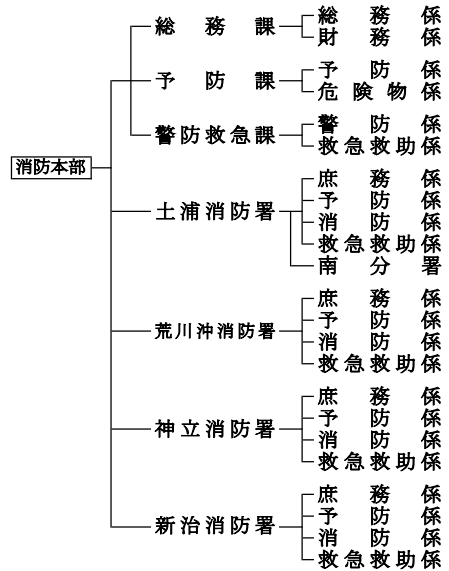 消防本部
総務課
総務係
財務係
予防課
予防係
危険物係
警防救急課
警防係
救急救助係
土浦消防署
庶務係
予防係
消防係
救急救助係
南分署
荒川沖消防署
庶務係
予防係
消防係
救急救助係
神立消防署
庶務係
予防係
消防係
救急救助係
新治消防署
庶務係
予防係
消防係
救急救助係